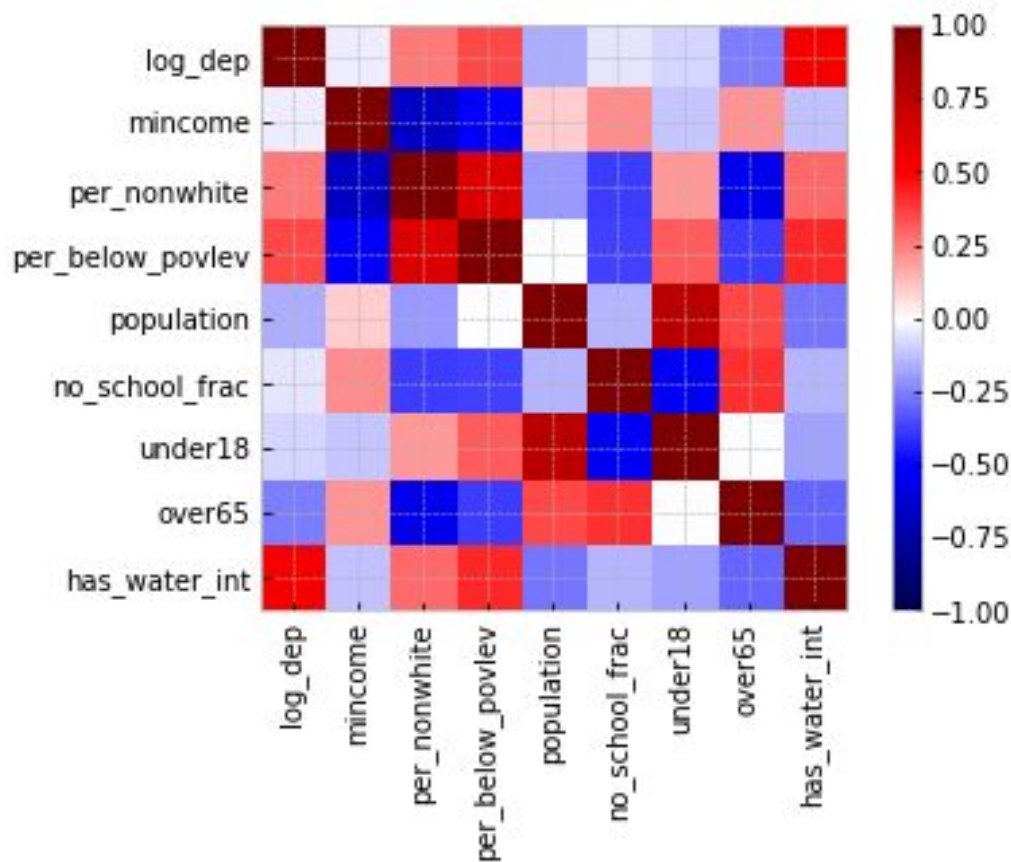 log_dep
mincome
per_nonwhite
per_below_povlev
population
no_school_frac
under18
over65
has_water_int
log_dep
mincome
per_nonwhite
per_below_povlev
population
no_school_frac
under18
over65
has_water_int
1.00
0.75
0.50
0.25
0.00
−0.25
−0.50
−0.75
−1.00